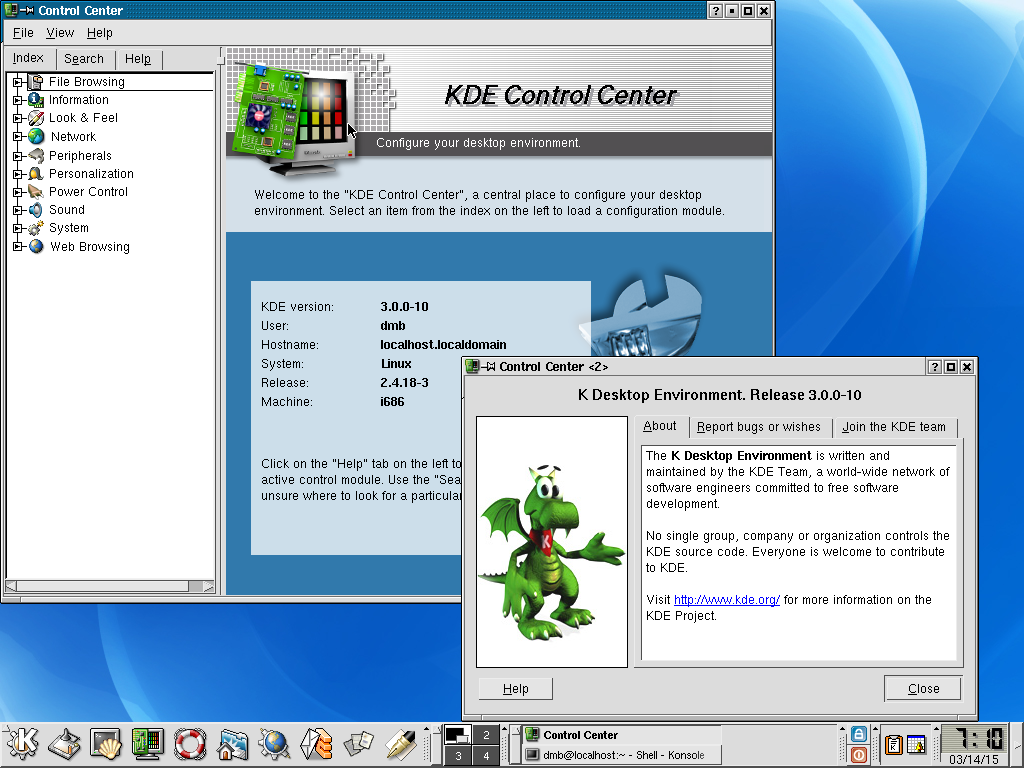 Control Center
File View Help
Index Search Help
File Browsing
Information
Look & Feel
Network
Peripherals
Personalization
Power Control
Sound
System
Web Browsing
KDE Control Center
Configure your desktop environment.
Welcome to the "KDE Control Center", a central place to configure your desktop
environment. Select an item from the index on the left to load a configuration module.
KDE version: 3.0.0-10
User: dmb
Hostname: localhost.localdomain
System: Linux
Release: 2.4.18-3
Machine: i686
Click on the "Help" tab on the left to
active control module. Use the "Sea
unsure where to look for a particular
Control Center <2>
K Desktop Environment. Release 3.0.0-10
About Report bugs or wishes Join the KDE team
The K Desktop Environment is written and
maintained by the KDE Team, a world-wide network of
software engineers committed to free software
development.
No single group, company or organization controls the
KDE source code. Everyone is welcome to contribute
to KDE.
Visit http://www.kde.org/ for more information on the
KDE Project.
K
Help Close
K
2
3 4
Control Center
dmb@localhost:~ - Shell - Konsole
7:10
03/14/15